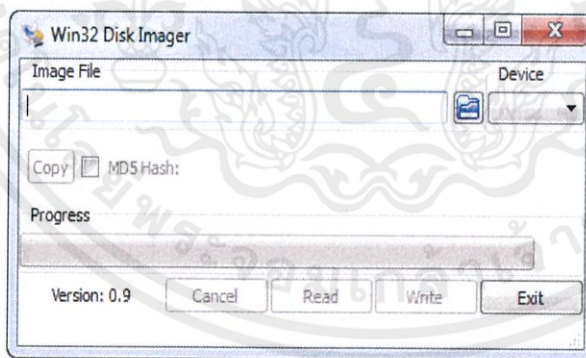 Win32 Disk Imager
Image File
Device
Copy
MD5 Hash:
Progress
Version: 0.9
Cancel
Read
Write
Exit